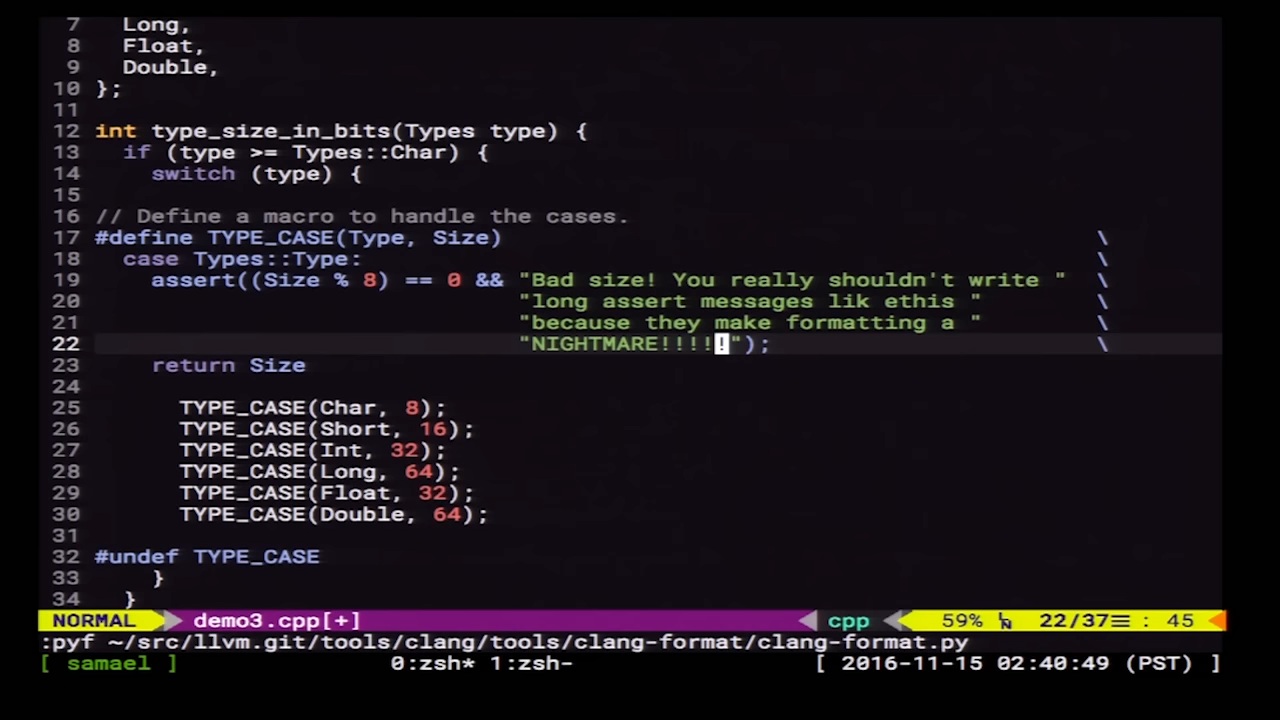 7 Long,
8 Float,
9 Double,
10 };
11
12 int type_size_in_bits(Types type) {
13 if (type >= Types::Char) {
14 switch (type) {
15
16 // Define a macro to handle the cases.
17 #define TYPE_CASE(Type, Size) \
18 case Types::Type: \
19 assert((Size % 8) == 0 && "Bad size! You really shouldn't write " \
20 "long assert messages lik ethis " \
21 "because they make formatting a " \
22 "NIGHTMARE!!!!!"); \
23 return Size
24
25 TYPE_CASE(Char, 8);
26 TYPE_CASE(Short, 16);
27 TYPE_CASE(Int, 32);
28 TYPE_CASE(Long, 64);
29 TYPE_CASE(Float, 32);
30 TYPE_CASE(Double, 64);
31
32 #undef TYPE_CASE
33 }
34 }
NORMAL demo3.cpp[+] cpp 59% 22/37 : 45
:pyf ~/src/llvm.git/tools/clang/tools/clang-format/clang-format.py
[ samael ] 0:zsh* 1:zsh- [ 2016-11-15 02:40:49 (PST) ]